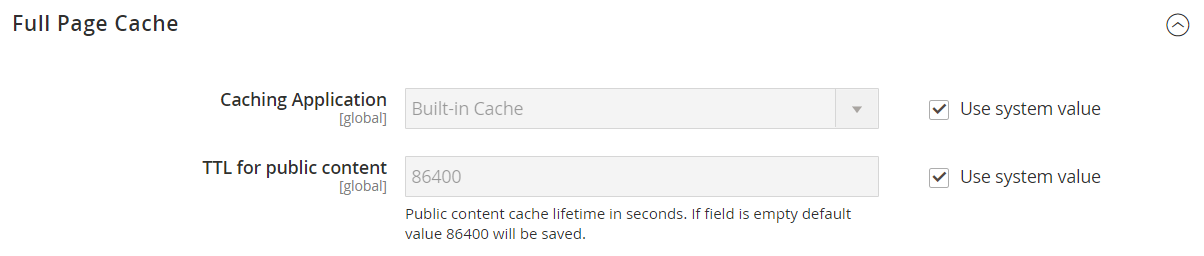 Full Page Cache
Caching Application
[global]
Built-in Cache
Use system value
TTL for public content
[global]
86400
Use system value
Public content cache lifetime in seconds. If field is empty default
value 86400 will be saved.